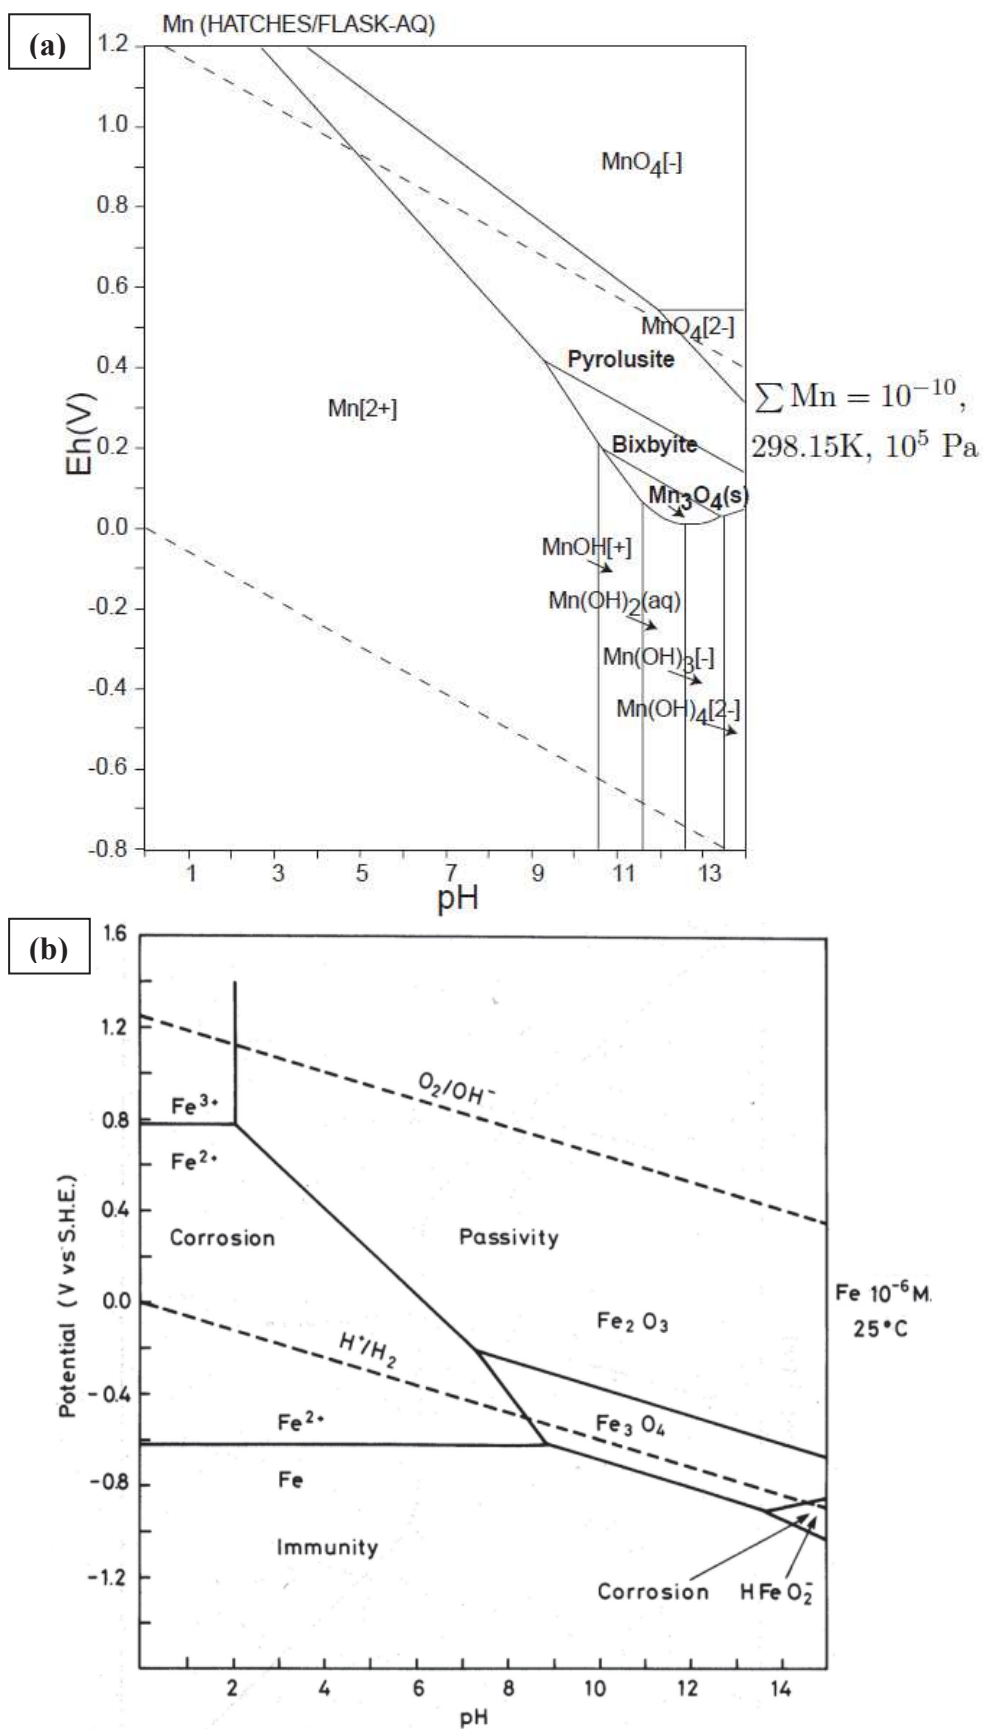 (a)
Mn (HATCHES/FLASK-AQ)
1.2
1.0
0.8
0.6
0.4
0.2
0.0
-0.2
-0.4
-0.6
-0.8
Eh(V)
MnO4[-]
MnO4[2-]
Pyrolusite
Mn[2+]
Bixbyite
Mn3O4(s)
MnOH[+]
Mn(OH)2(aq)
Mn(OH)3[-]
Mn(OH)4[2-]
∑ Mn = 10⁻¹⁰,
298.15K, 10⁵ Pa
1 3 5 7 9 11 13
pH
(b)
1.6
1.2
0.8
0.4
0.0
-0.4
-0.8
-1.2
Potential (V vs S.H.E.)
O₂/OH⁻
Fe³⁺
Fe²⁺
Corrosion
Passivity
Fe₂O₃
H⁺/H₂
Fe²⁺
Fe₃O₄
Fe
Immunity
Corrosion HFeO₂⁻
Fe 10⁻⁶M.
25°C
2 4 6 8 10 12 14
pH